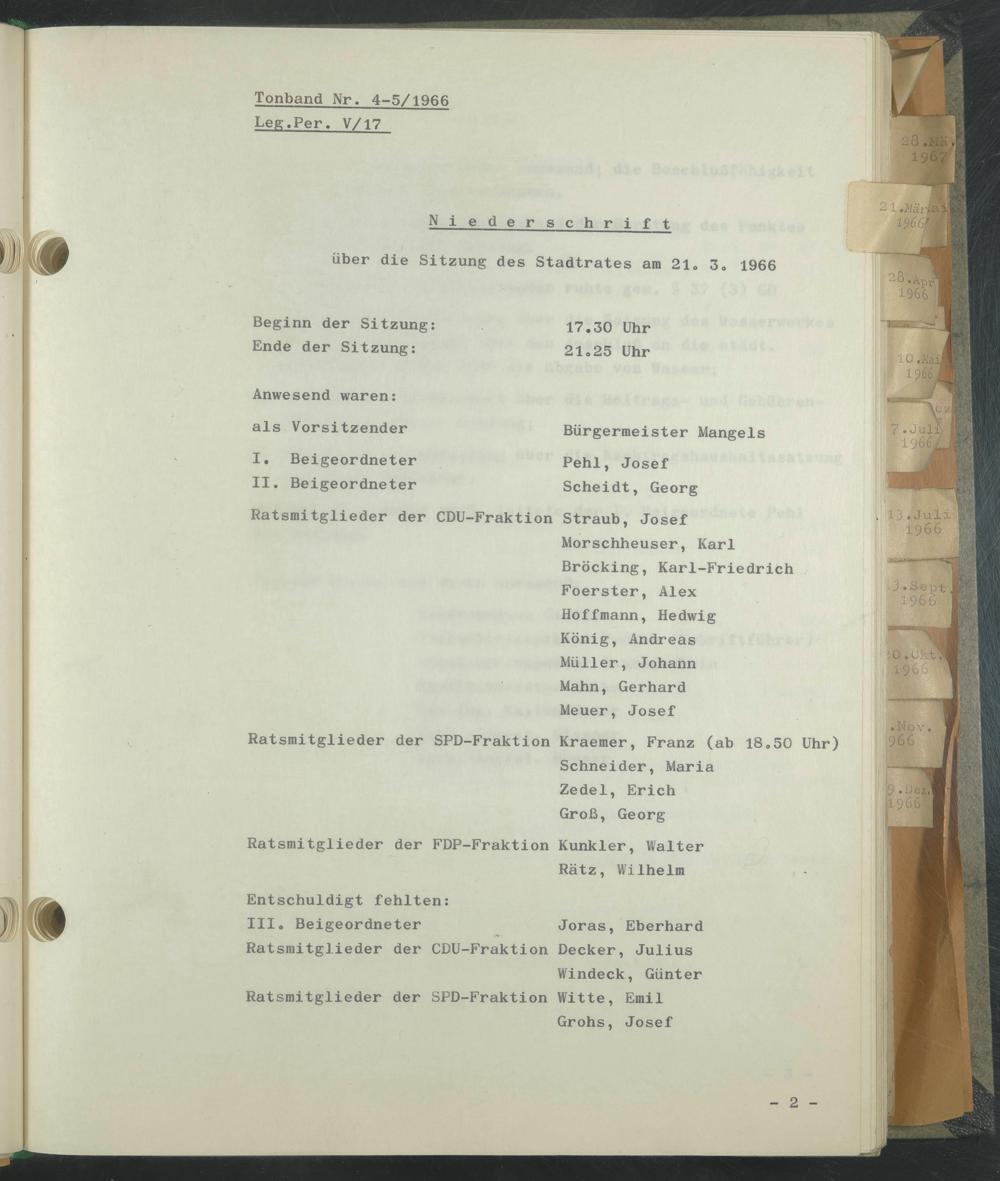 Tonband Nr. 4-5/1966
Leg.Per. V/17
N i e d e r s c h r i f t
über die Sitzung des Stadtrates am 21. 3. 1966
Beginn der Sitzung: 17.30 Uhr
Ende der Sitzung: 21.25 Uhr
Anwesend waren:
als Vorsitzender Bürgermeister Mangels
I. Beigeordneter Pehl, Josef
II. Beigeordneter Scheidt, Georg
Ratsmitglieder der CDU-Fraktion Straub, Josef
Morschheuser, Karl
Bröcking, Karl-Friedrich
Foerster, Alex
Hoffmann, Hedwig
König, Andreas
Müller, Johann
Mahn, Gerhard
Meuer, Josef
Ratsmitglieder der SPD-Fraktion Kraemer, Franz (ab 18.50 Uhr)
Schneider, Maria
Zedel, Erich
Groß, Georg
Ratsmitglieder der FDP-Fraktion Kunkler, Walter
Rätz, Wilhelm
Entschuldigt fehlten:
III. Beigeordneter Joras, Eberhard
Ratsmitglieder der CDU-Fraktion Decker, Julius
Windeck, Günter
Ratsmitglieder der SPD-Fraktion Witte, Emil
Grohs, Josef
- 2 -
28.
1967
21.März
1966
28.Apr
1966
10.Mai
1966
7.Juli
1966
13.Juli
1966
3.Sept.
1966
0.Okt.
1966
.Nov.
966
9.Dez.
1966